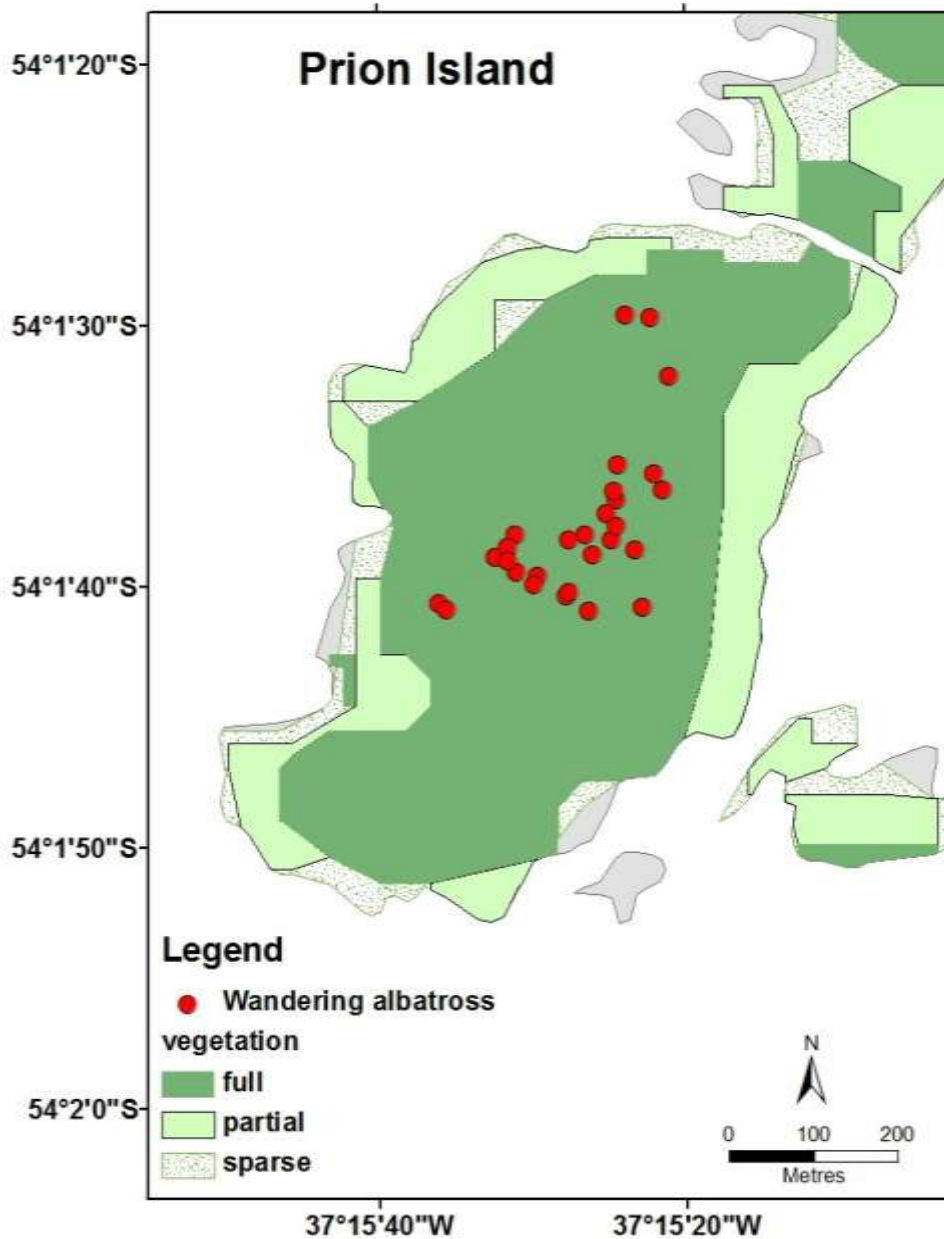 Prion Island
54°1'20"S
54°1'30"S
54°1'40"S
54°1'50"S
54°2'0"S
Legend
Wandering albatross
vegetation
full
partial
sparse
N
0 100 200
Metres
37°15'40"W 37°15'20"W